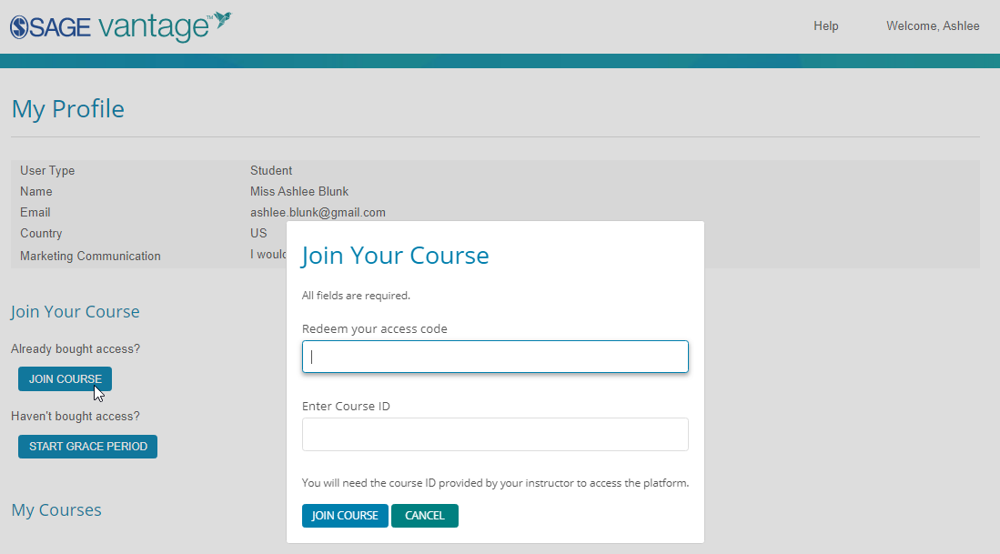 SAGE vantage™
Help
Welcome, Ashlee
My Profile
User Type Student
Name Miss Ashlee Blunk
Email ashlee.blunk@gmail.com
Country US
Marketing Communication I would
Join Your Course
Already bought access?
JOIN COURSE
Haven't bought access?
START GRACE PERIOD
My Courses
Join Your Course
All fields are required.
Redeem your access code
Enter Course ID
You will need the course ID provided by your instructor to access the platform.
JOIN COURSE CANCEL